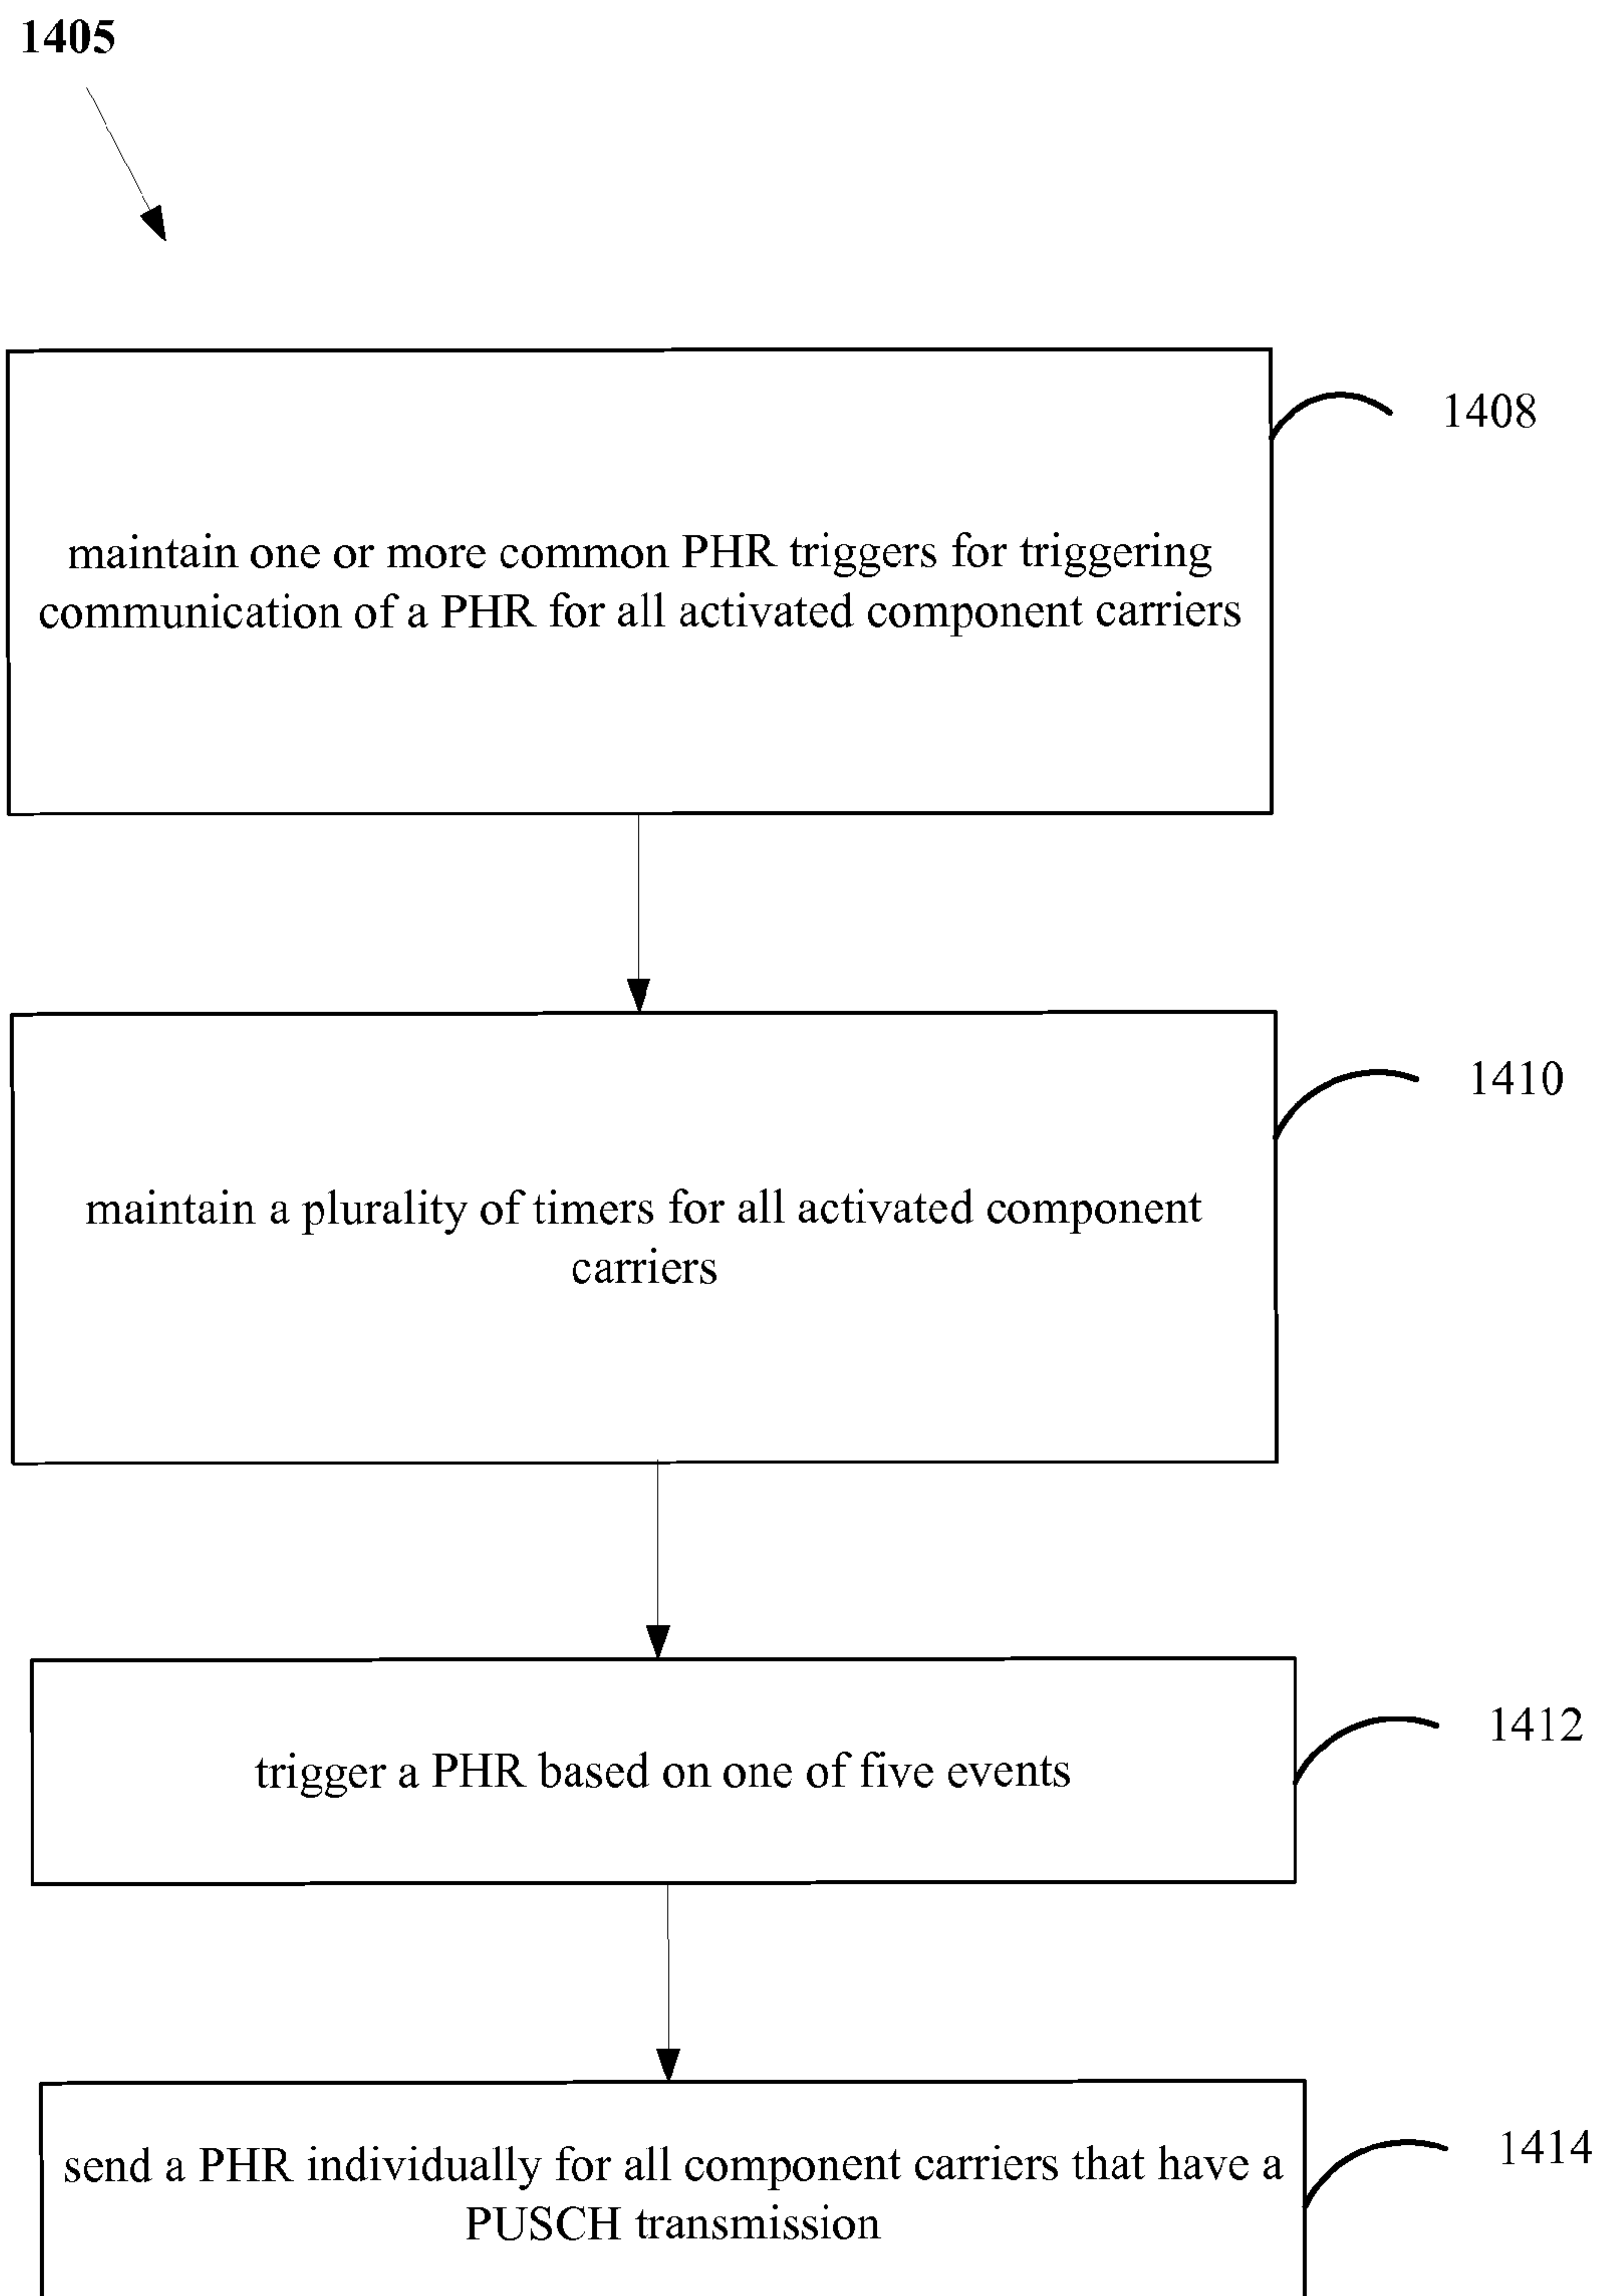 1405
1408
maintain one or more common PHR triggers for triggering
communication of a PHR for all activated component carriers
1410
maintain a plurality of timers for all activated component
carriers
1412
trigger a PHR based on one of five events
1414
send a PHR individually for all component carriers that have a
PUSCH transmission